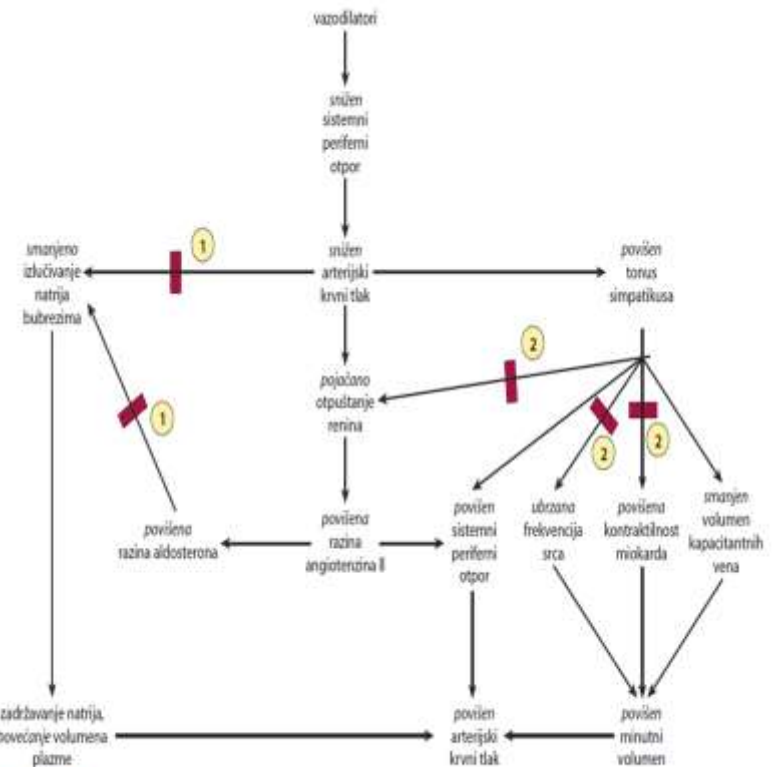 vazodilatori
snižen
sistemni
periferni
otpor
smanjeno
izlučivanje
natrija
bubrezima
1
snižen
arterijski
krvni tlak
povišen
tonus
simpatikusa
2
pojačano
otpuštanje
renina
1
2
2
povišena
razina aldosterona
povišena
razina
angiotenzina II
povišen
sistemni
periferni
otpor
ubrzana
frekvencija
srca
povišena
kontraktilnost
miokarda
smanjen
volumen
kapacitantnih
vena
zadržavanje natrija,
povećanje volumena
plazme
povišen
arterijski
krvni tlak
povišen
minutni
volumen